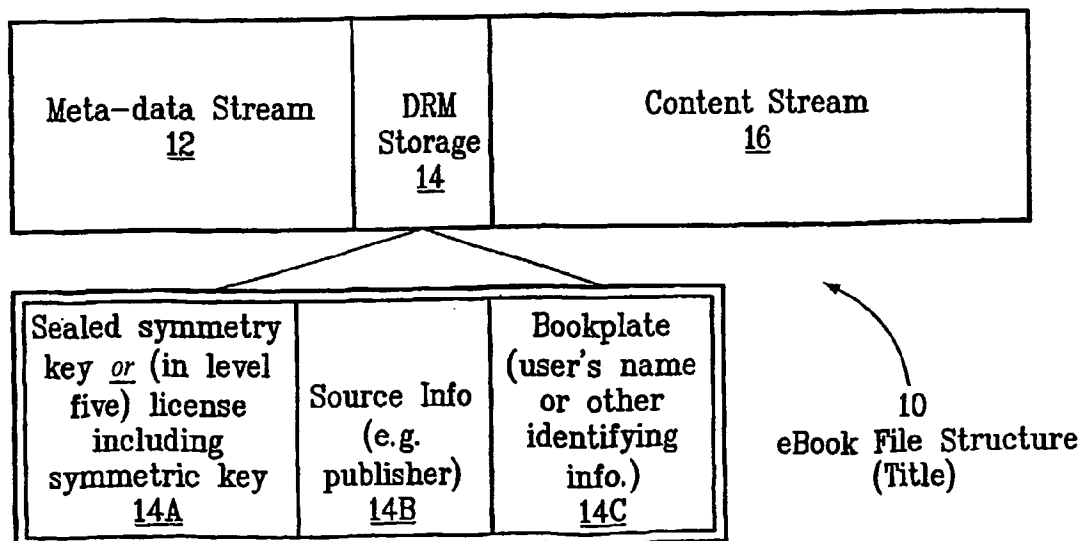 Meta-data Stream
12
DRM
Storage
14
Content Stream
16
Sealed symmetry
key or (in level
five) license
including
symmetric key
14A
Source Info
(e.g.
publisher)
14B
Bookplate
(user's name
or other
identifying
info.)
14C
10
eBook File Structure
(Title)